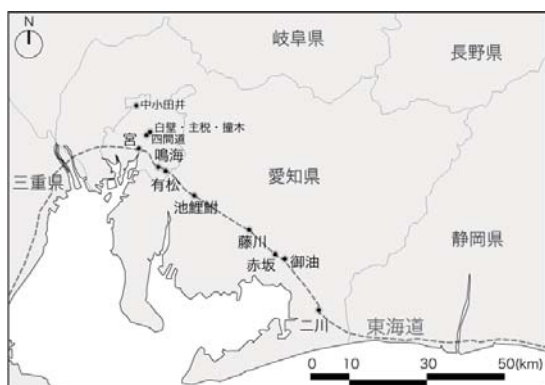 N
岐阜県
長野県
中小田井
白壁・主税・撞木
四間道
宮
鳴海
三重県
有松
愛知県
池鯉鮒
藤川
静岡県
赤坂
御油
二川
東海道
0 10 30 50(km)